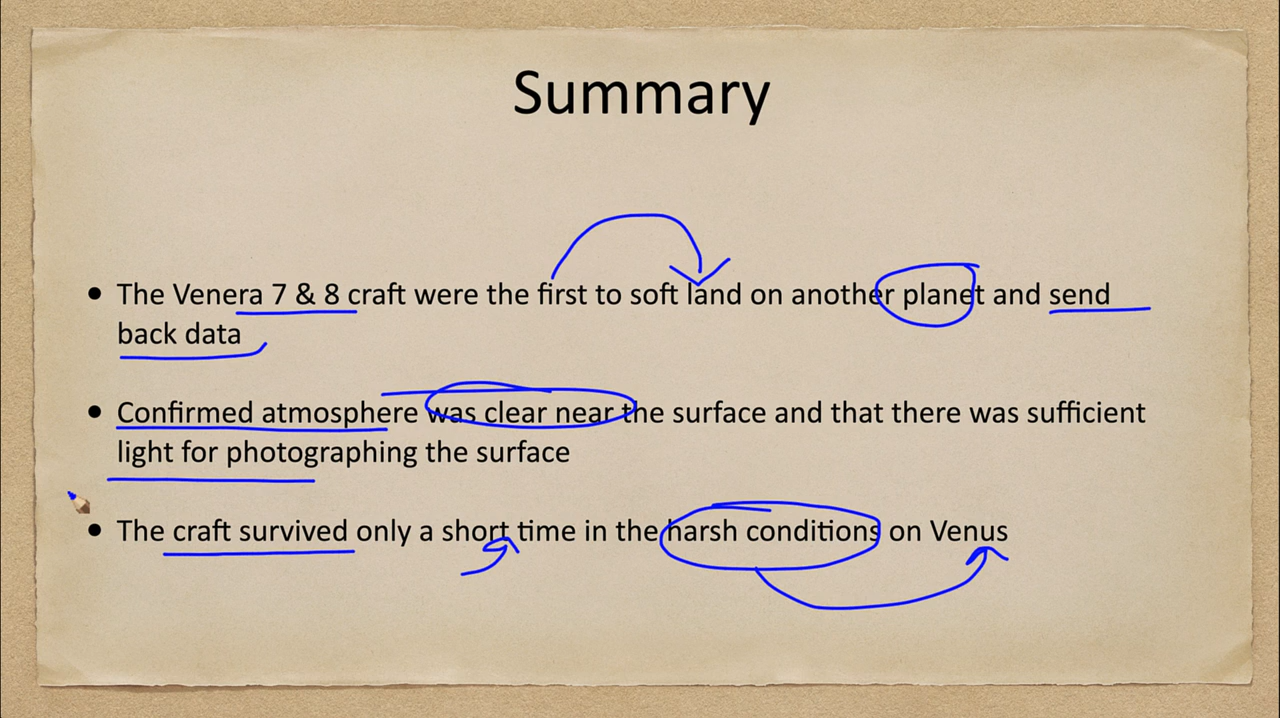 Summary
• The Venera 7 & 8 craft were the first to soft land on another planet and send
back data
• Confirmed atmosphere was clear near the surface and that there was sufficient
light for photographing the surface
• The craft survived only a short time in the harsh conditions on Venus